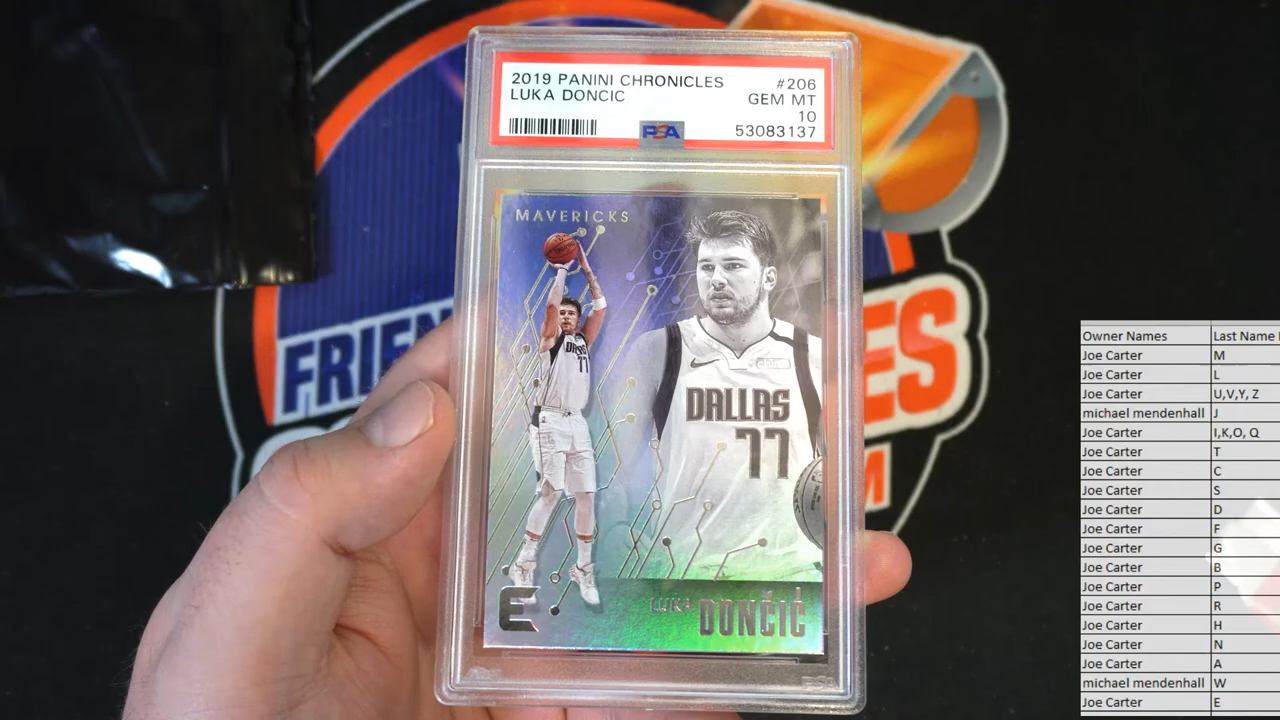 2019 PANINI CHRONICLES #206
LUKA DONCIC GEM MT
10
PSA 53083137
MAVERICKS
DALLAS
77
DALLAS
77
E
LUKA DONČIĆ
FRIEN
ES
M
Owner Names Last Name
Joe Carter M
Joe Carter L
Joe Carter U,V,Y, Z
michael mendenhall J
Joe Carter I,K,O, Q
Joe Carter T
Joe Carter C
Joe Carter S
Joe Carter D
Joe Carter F
Joe Carter G
Joe Carter B
Joe Carter P
Joe Carter R
Joe Carter H
Joe Carter N
Joe Carter A
michael mendenhall W
Joe Carter E